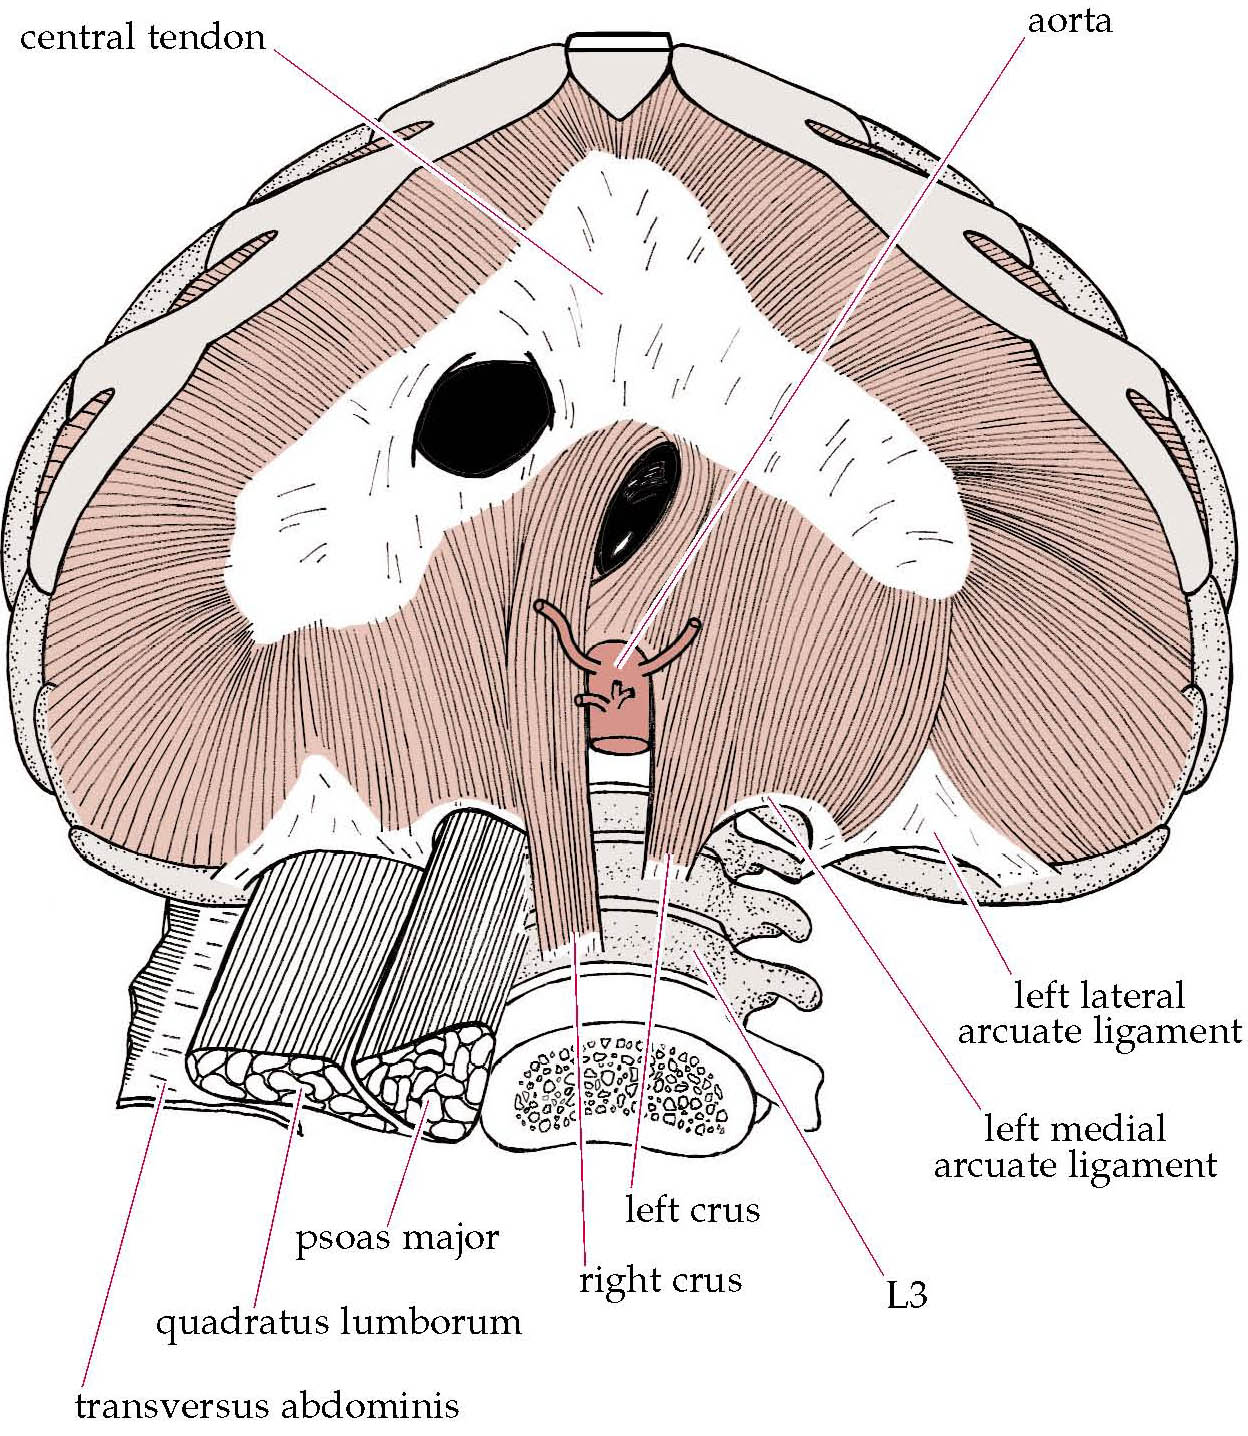 central tendon
aorta
left lateral
arcuate ligament
left medial
arcuate ligament
left crus
psoas major
right crus
L3
quadratus lumborum
transversus abdominis